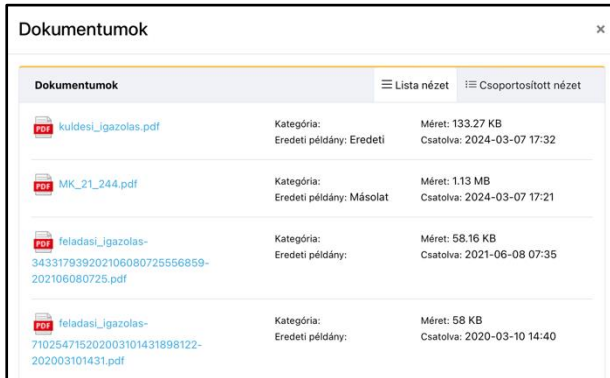 Dokumentumok
×
Dokumentumok
Lista nézet
Csoportosított nézet
PDF kuldesi_igazolas.pdf
Kategória:
Eredeti példány: Eredeti
Méret: 133.27 KB
Csatolva: 2024-03-07 17:32
PDF MK_21_244.pdf
Kategória:
Eredeti példány: Másolat
Méret: 1.13 MB
Csatolva: 2024-03-07 17:21
PDF feladasi_igazolas-
343317939202106080725556859-
202106080725.pdf
Kategória:
Eredeti példány:
Méret: 58.16 KB
Csatolva: 2021-06-08 07:35
PDF feladasi_igazolas-
710254715202003101431898122-
202003101431.pdf
Kategória:
Eredeti példány:
Méret: 58 KB
Csatolva: 2020-03-10 14:40